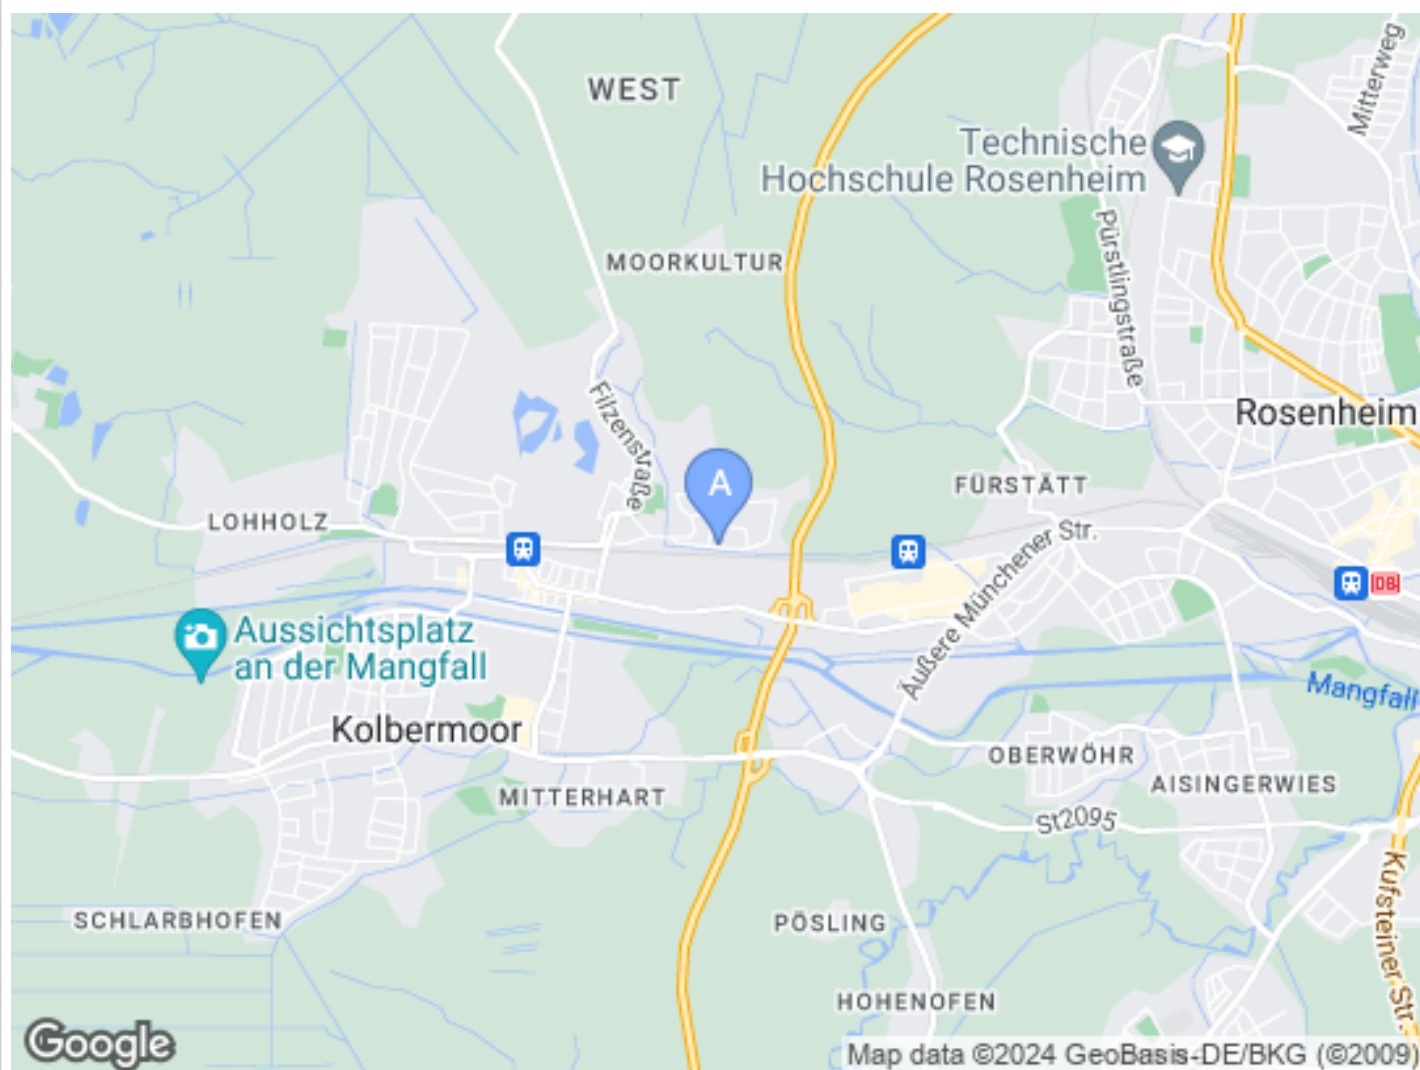 WEST
Mitterweg
Technische
Hochschule Rosenheim
Pürstlingstraße
MOORKULTUR
Filzenstraße
Rosenheim
A
FÜRSTÄTT
LOHHOLZ
Äußere Münchener Str.
DB
Aussichtsplatz
an der Mangfall
Mangfall
Kolbermoor
OBERWÖHR
AISINGERWIES
MITTERHART
St2095
Kufsteiner Str.
SCHLARBHOFEN
PÖSLING
HOHENOFEN
Google
Map data ©2024 GeoBasis-DE/BKG (©2009)